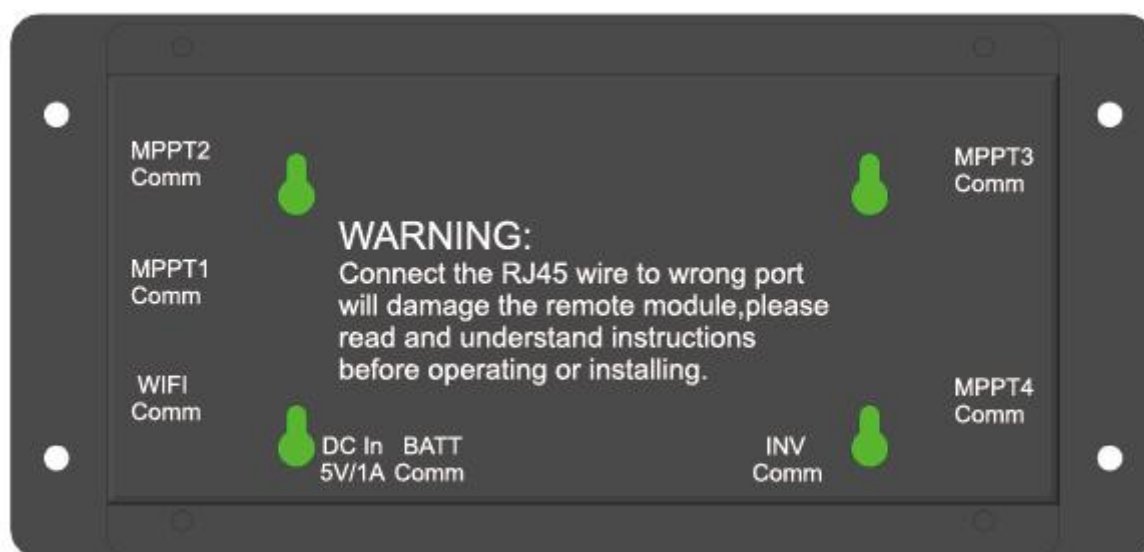 MPPT2
Comm
MPPT3
Comm
WARNING:
Connect the RJ45 wire to wrong port
will damage the remote module,please
read and understand instructions
before operating or installing.
MPPT1
Comm
WIFI
Comm
MPPT4
Comm
DC In
5V/1A
BATT
Comm
INV
Comm